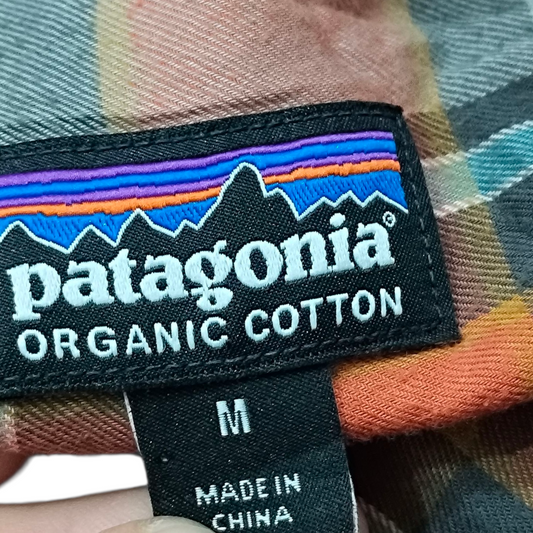 patagonia®
ORGANIC COTTON
M
MADE IN
CHINA